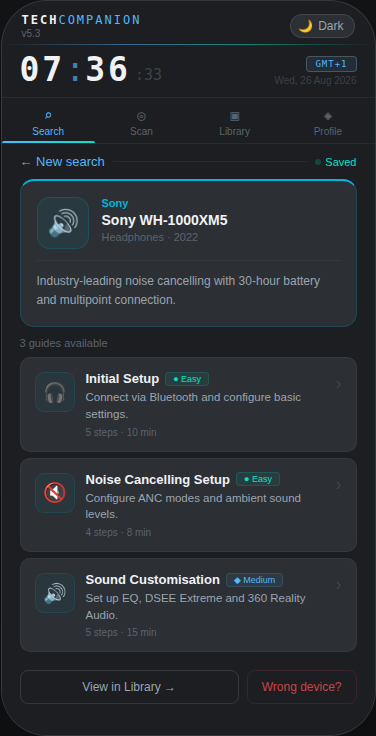 TECHCOMPANION
v5.3
Dark
07:36:33
GMT+1
Wed, 26 Aug 2026
Search
Scan
Library
Profile
← New search
Saved
Sony
Sony WH-1000XM5
Headphones · 2022
Industry-leading noise cancelling with 30-hour battery
and multipoint connection.
3 guides available
Initial Setup
Easy
Connect via Bluetooth and configure basic
settings.
5 steps · 10 min
Noise Cancelling Setup
Easy
Configure ANC modes and ambient sound
levels.
4 steps · 8 min
Sound Customisation
Medium
Set up EQ, DSEE Extreme and 360 Reality
Audio.
5 steps · 15 min
View in Library →
Wrong device?